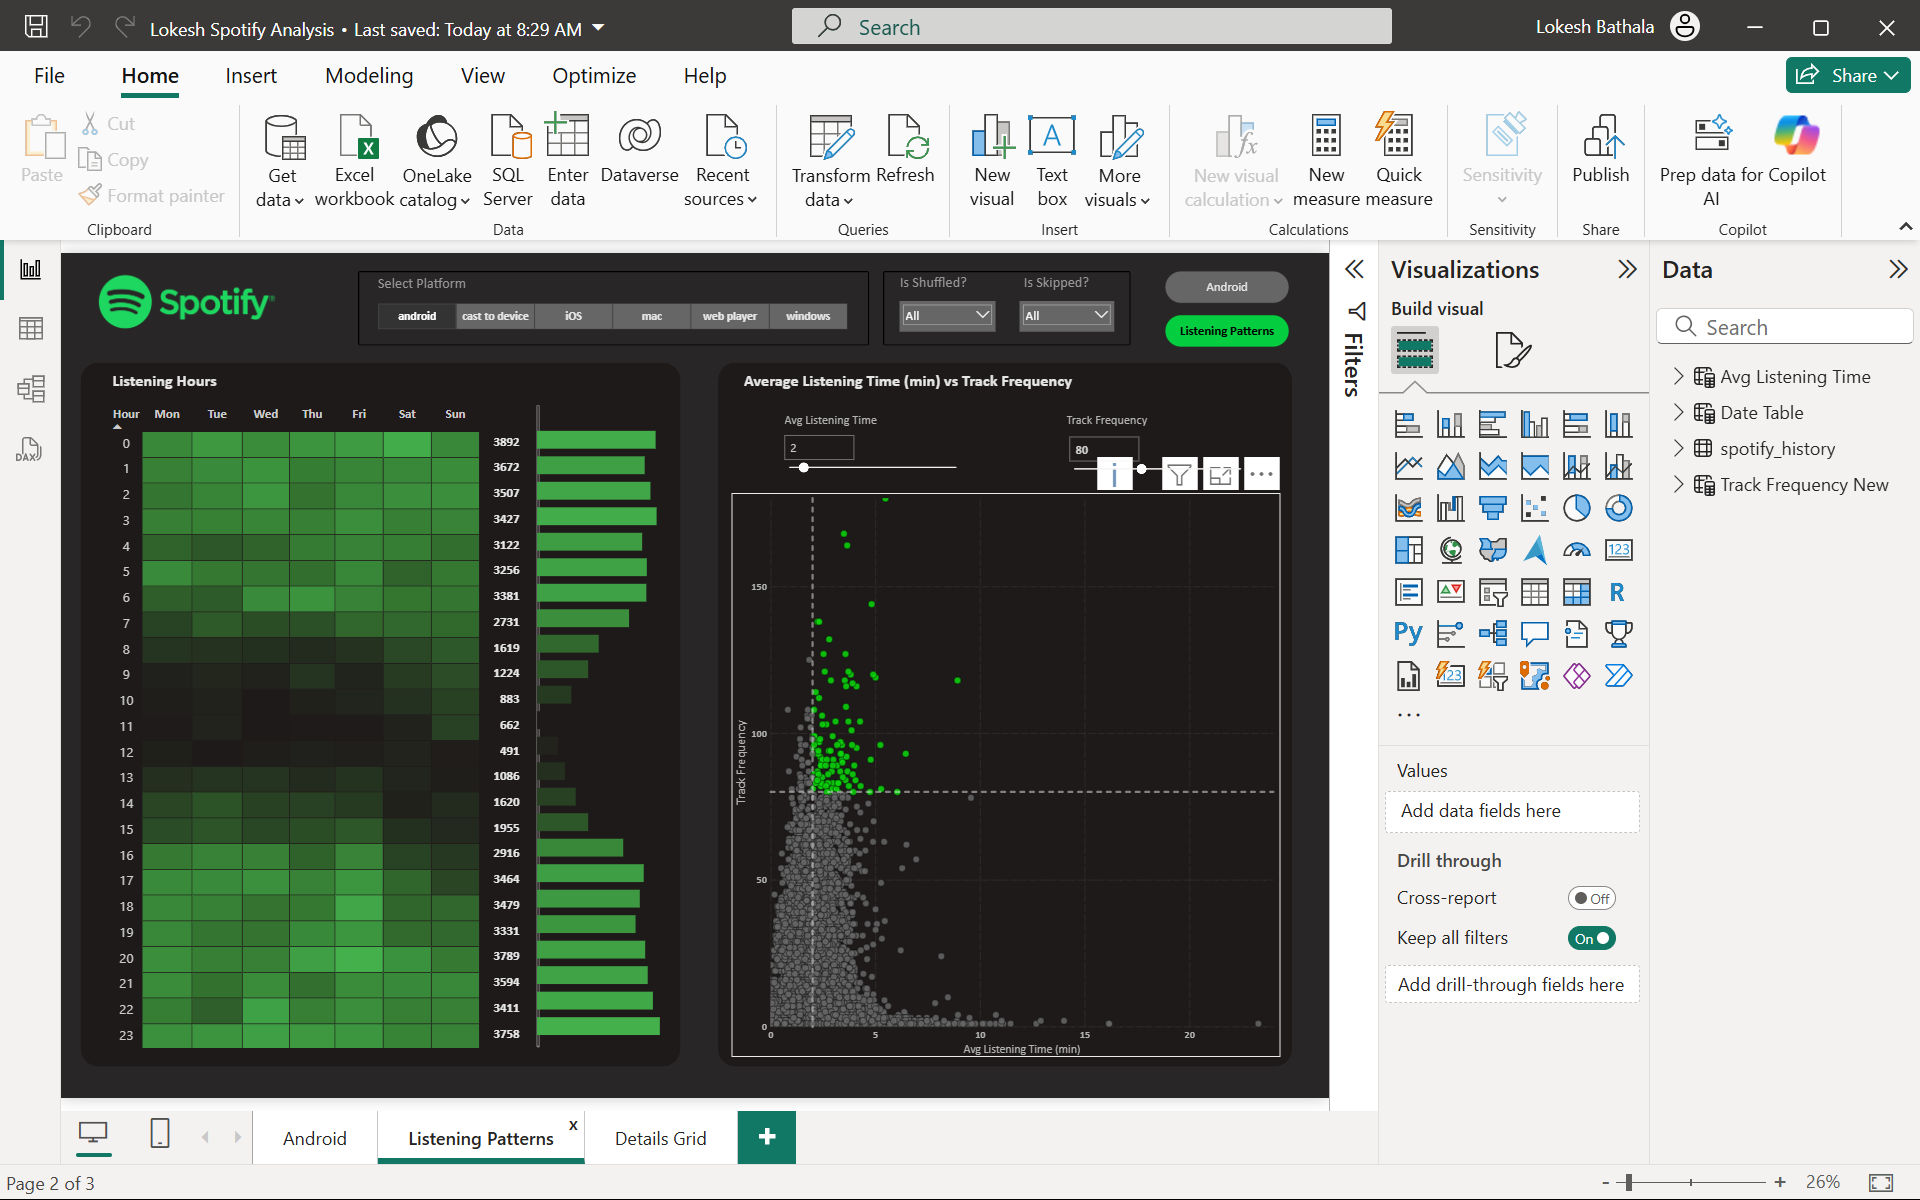 Lokesh Spotify Analysis • Last saved: Today at 8:29 AM
Search
Lokesh Bathala
File
Home
Insert
Modeling
View
Optimize
Help
Share
Paste
Cut
Copy
Format painter
Clipboard
Get data
Excel workbook
OneLake catalog
SQL Server
Enter data
Dataverse
Recent sources
Data
Transform data
Refresh
Queries
New visual
Text box
More visuals
Insert
New visual calculation
New measure
Quick measure
Calculations
Sensitivity
Sensitivity
Publish
Share
Prep data for AI
Copilot
Copilot
DAX
Spotify
Select Platform
android
cast to device
iOS
mac
web player
windows
Is Shuffled?
All
Is Skipped?
All
Android
Listening Patterns
Listening Hours
Hour Mon Tue Wed Thu Fri Sat Sun
0 3892
1 3672
2 3507
3 3427
4 3122
5 3256
6 3381
7 2731
8 1619
9 1224
10 883
11 662
12 491
13 1086
14 1620
15 1955
16 2916
17 3464
18 3479
19 3331
20 3789
21 3594
22 3411
23 3758
Average Listening Time (min) vs Track Frequency
Avg Listening Time
2
Track Frequency
80
150
100
50
0
Track Frequency
0 5 10 15 20
Avg Listening Time (min)
Filters
Visualizations
Build visual
123
R
Py
123
Values
Add data fields here
Drill through
Cross-report
Off
Keep all filters
On
Add drill-through fields here
Data
Search
Avg Listening Time
Date Table
spotify_history
Track Frequency New
Android
Listening Patterns
x
Details Grid
+
Page 2 of 3
- +
26%